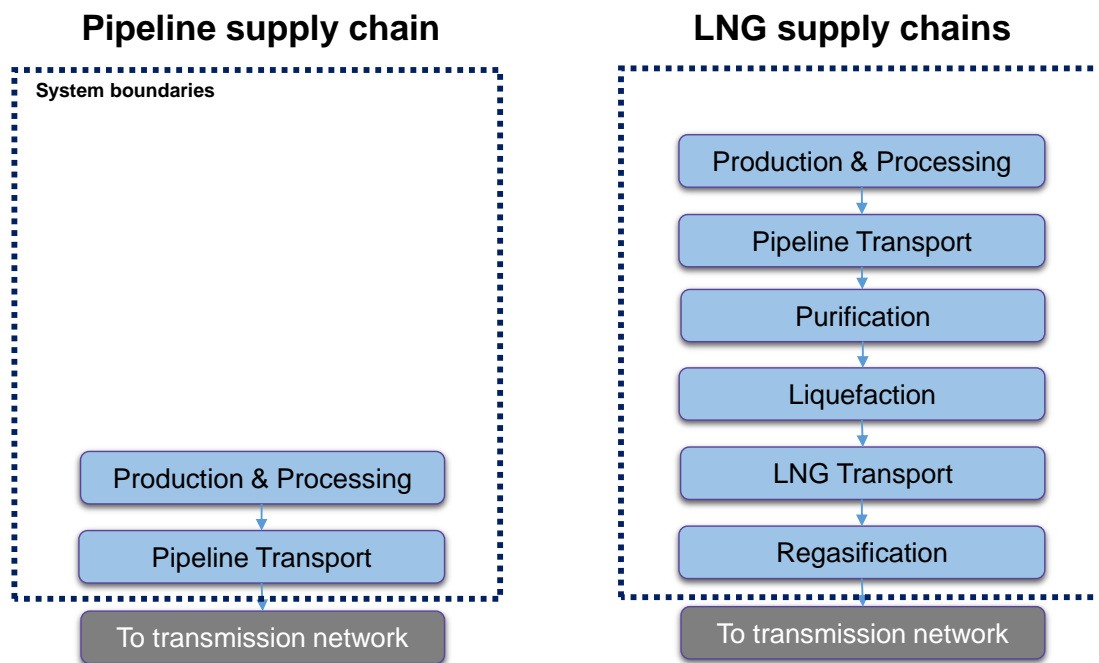 Pipeline supply chain
System boundaries
Production & Processing
Pipeline Transport
To transmission network
LNG supply chains
Production & Processing
Pipeline Transport
Purification
Liquefaction
LNG Transport
Regasification
To transmission network